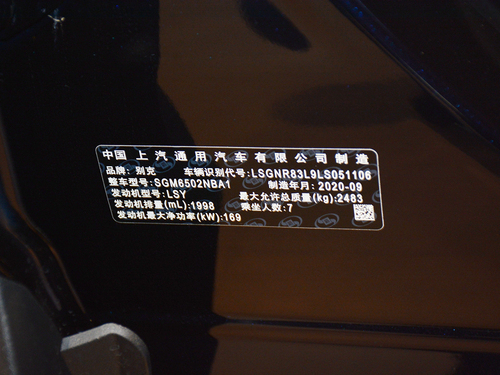 中国 上汽通用汽车有限公司制造
品牌: 别克 车辆识别代号: LSGNR83L9LS051106
整车型号: SGM6502NBA1 制造年月: 2020-09
发动机型号: LSY 最大允许总质量(kg): 2483
发动机排量(mL): 1998 乘坐人数: 7
发动机最大净功率(kW): 169